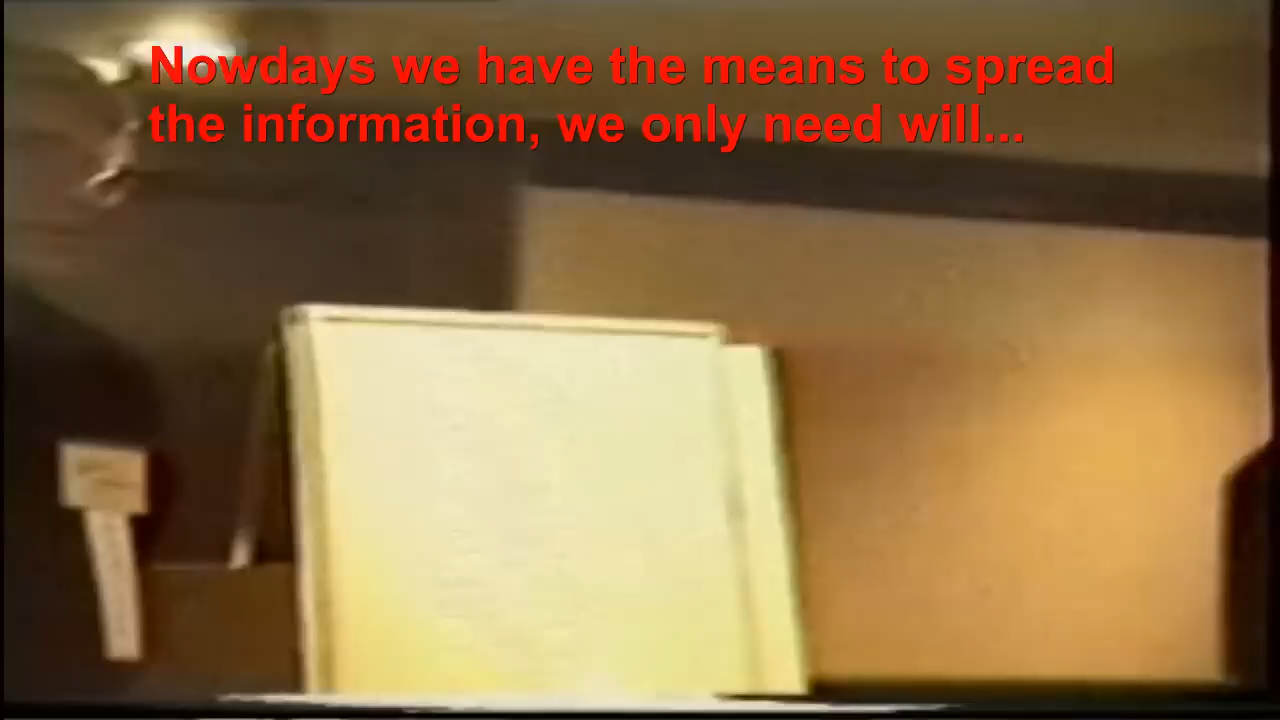 Nowdays we have the means to spread
the information, we only need will...